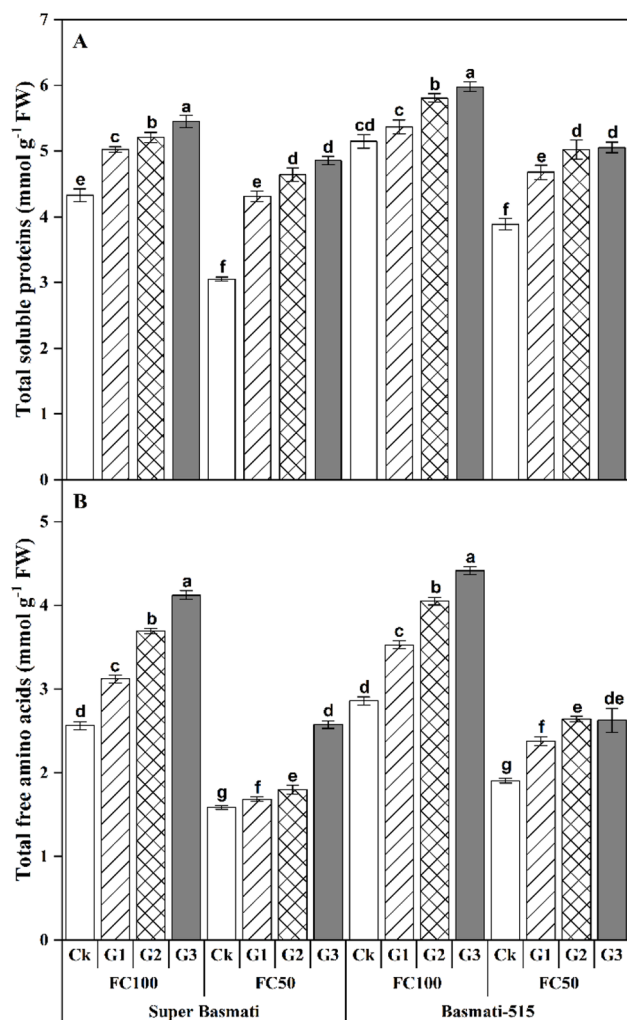 A
Total soluble proteins (mmol g⁻¹ FW)
7
6
5
4
3
2
1
0
e c b a f e d d cd c b a f e d d
B
Total free amino acids (mmol g⁻¹ FW)
5
4
3
2
1
0
d c b a g f e d d c b a g f e de
Ck G1 G2 G3 Ck G1 G2 G3 Ck G1 G2 G3 Ck G1 G2 G3
FC100 FC50 FC100 FC50
Super Basmati Basmati-515